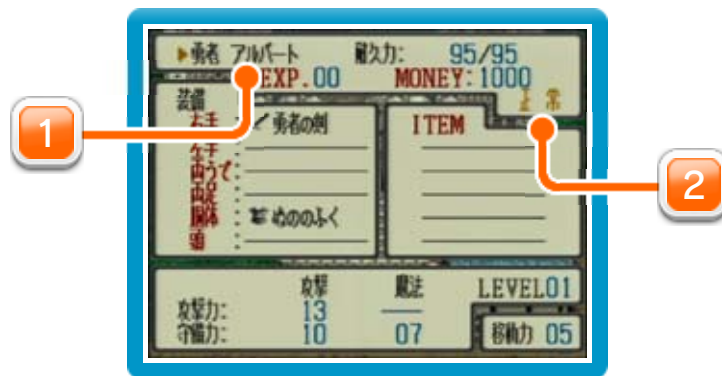 ▶勇者 アルバート 耐久力: 95/95
EXP.00 MONEY:1000
正常
1
2
装備
右手: 勇者の剣
左手:
両うで:
両足:
胴体: ぬののふく
頭:
ITEM
攻撃 魔法
攻撃力: 13 ―
守備力: 10 07
LEVEL01
移動力 05